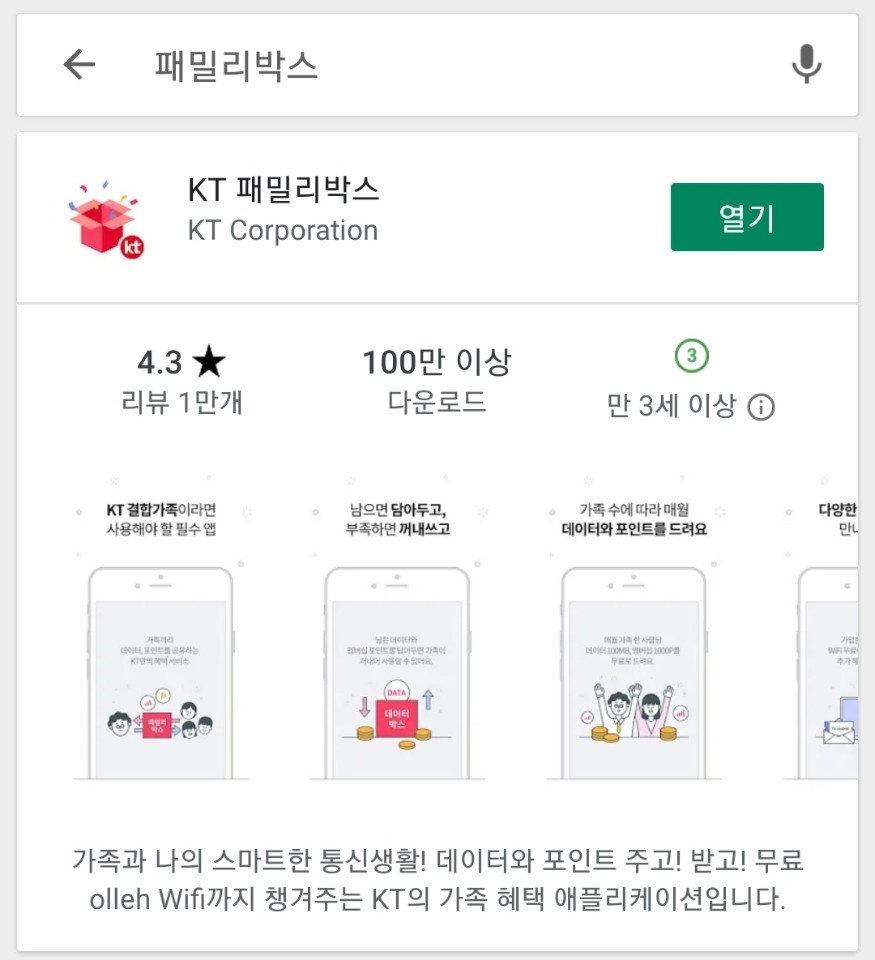 패밀리박스
KT 패밀리박스
KT Corporation
kt
열기
4.3 ★
리뷰 1만개
100만 이상
다운로드
3
만 3세 이상
KT 결합가족이라면
사용해야 할 필수 앱
가족끼리
데이터, 포인트를 공유하는
KT만의 혜택 서비스
P
패밀리
박스
남으면 담아두고,
부족하면 꺼내쓰고
남은 데이터와
멤버십 포인트를 담아두면 가족이
꺼내어 사용할 수 있어요.
DATA
데이터
박스
가족 수에 따라 매월
데이터와 포인트를 드려요
매월 가족 한 사람당
데이터 100MB, 멤버십 1000P를
무료로 드려요.
다양한
만나
가입한
WiFi 무료
추가 혜
가족과 나의 스마트한 통신생활! 데이터와 포인트 주고! 받고! 무료
olleh Wifi까지 챙겨주는 KT의 가족 혜택 애플리케이션입니다.